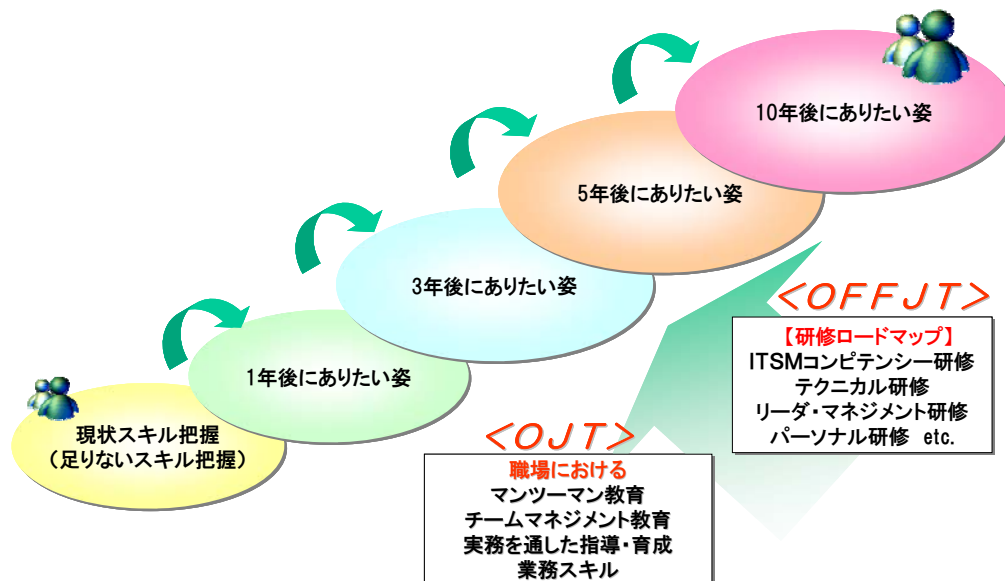 10年後にありたい姿
5年後にありたい姿
3年後にありたい姿
1年後にありたい姿
現状スキル把握
（足りないスキル把握）
＜ＯＦＦＪＴ＞
【研修ロードマップ】
ITSMコンピテンシー研修
テクニカル研修
リーダ・マネジメント研修
パーソナル研修 etc.
＜ＯＪＴ＞
職場における
マンツーマン教育
チームマネジメント教育
実務を通した指導・育成
業務スキル